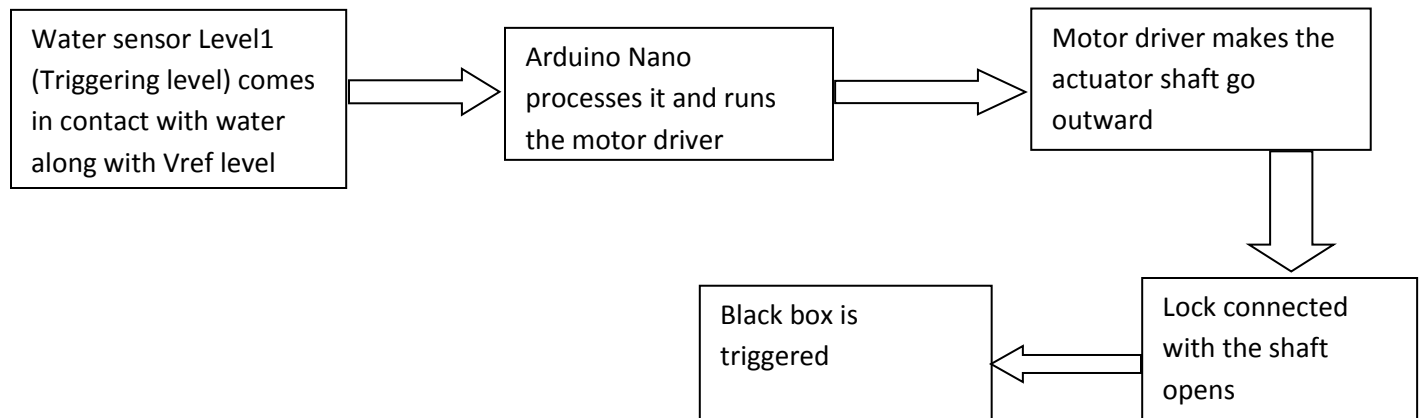 Water sensor Level1
(Triggering level) comes
in contact with water
along with Vref level
Arduino Nano
processes it and runs
the motor driver
Motor driver makes the
actuator shaft go
outward
Lock connected
with the shaft
opens
Black box is
triggered